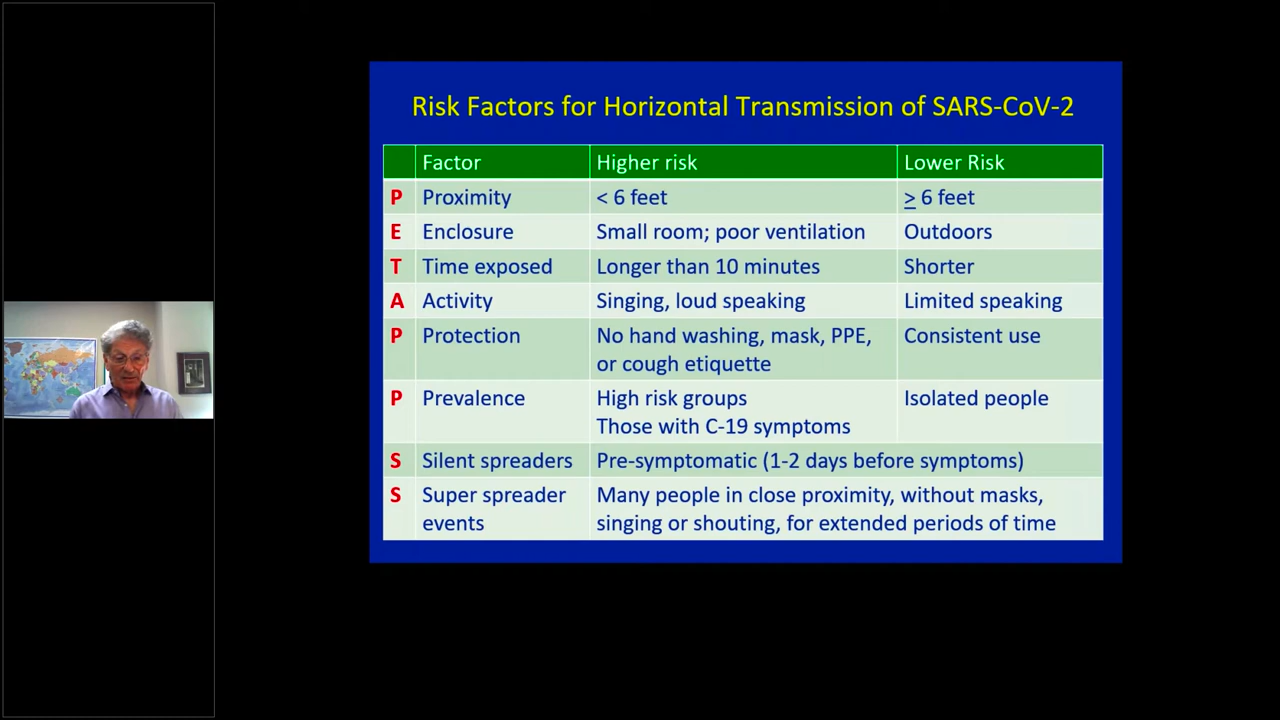 Risk Factors for Horizontal Transmission of SARS-CoV-2
Factor Higher risk Lower Risk
P Proximity < 6 feet ≥ 6 feet
E Enclosure Small room; poor ventilation Outdoors
T Time exposed Longer than 10 minutes Shorter
A Activity Singing, loud speaking Limited speaking
P Protection No hand washing, mask, PPE, Consistent use
or cough etiquette
P Prevalence High risk groups Isolated people
Those with C-19 symptoms
S Silent spreaders Pre-symptomatic (1-2 days before symptoms)
S Super spreader Many people in close proximity, without masks,
events singing or shouting, for extended periods of time